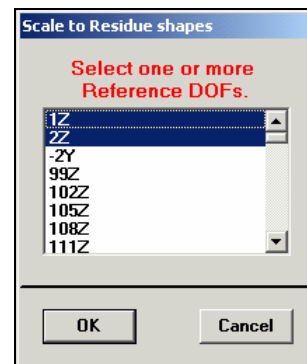 Scale to Residue shapes
Select one or more
Reference DOFs.
1Z
2Z
-2Y
99Z
102Z
105Z
108Z
111Z
OK
Cancel